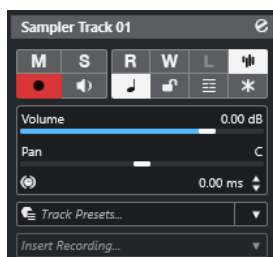 Sampler Track 01
M S R W L
Volume 0.00 dB
Pan C
0.00 ms
Track Presets...
Insert Recording...